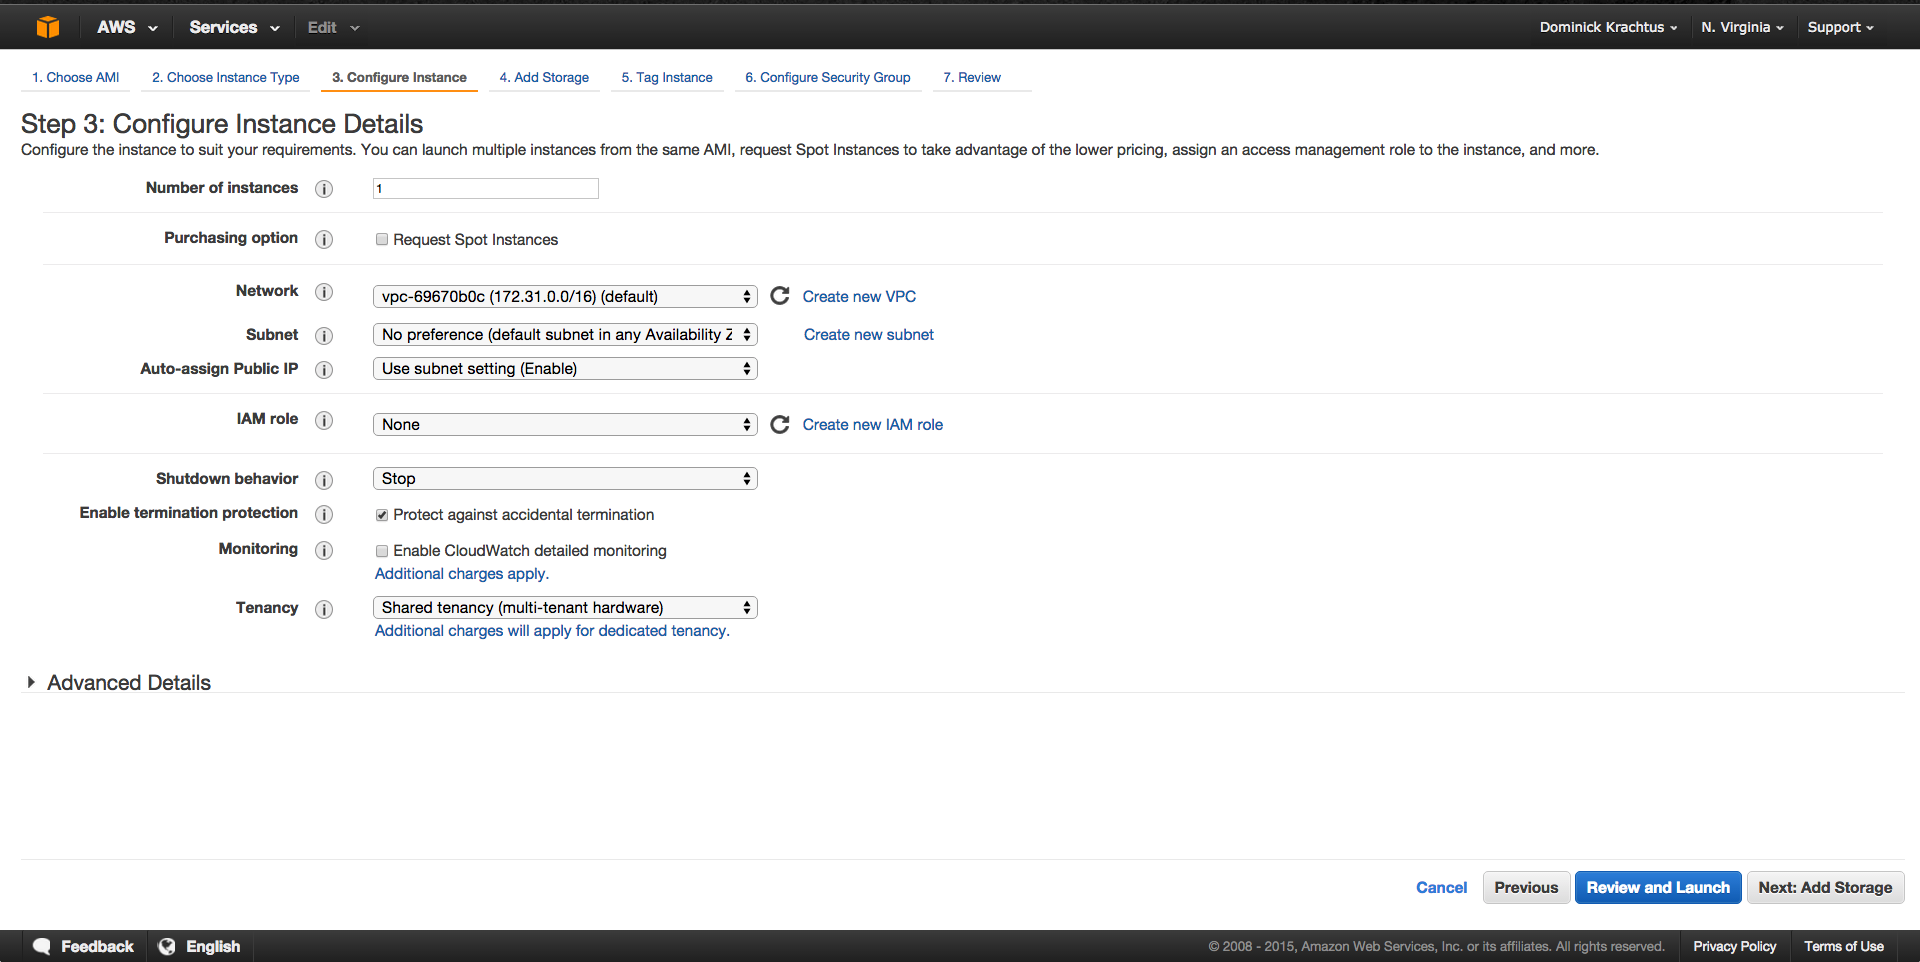 AWS Services Edit Dominick Krachtus N. Virginia Support
1. Choose AMI 2. Choose Instance Type 3. Configure Instance 4. Add Storage 5. Tag Instance 6. Configure Security Group 7. Review
Step 3: Configure Instance Details
Configure the instance to suit your requirements. You can launch multiple instances from the same AMI, request Spot Instances to take advantage of the lower pricing, assign an access management role to the instance, and more.
Number of instances i 1
Purchasing option i Request Spot Instances
Network i vpc-69670b0c (172.31.0.0/16) (default) Create new VPC
Subnet i No preference (default subnet in any Availability Z Create new subnet
Auto-assign Public IP i Use subnet setting (Enable)
IAM role i None Create new IAM role
Shutdown behavior i Stop
Enable termination protection i Protect against accidental termination
Monitoring i Enable CloudWatch detailed monitoring
Additional charges apply.
Tenancy i Shared tenancy (multi-tenant hardware)
Additional charges will apply for dedicated tenancy.
Advanced Details
Cancel Previous Review and Launch Next: Add Storage
Feedback English © 2008 - 2015, Amazon Web Services, Inc. or its affiliates. All rights reserved. Privacy Policy Terms of Use